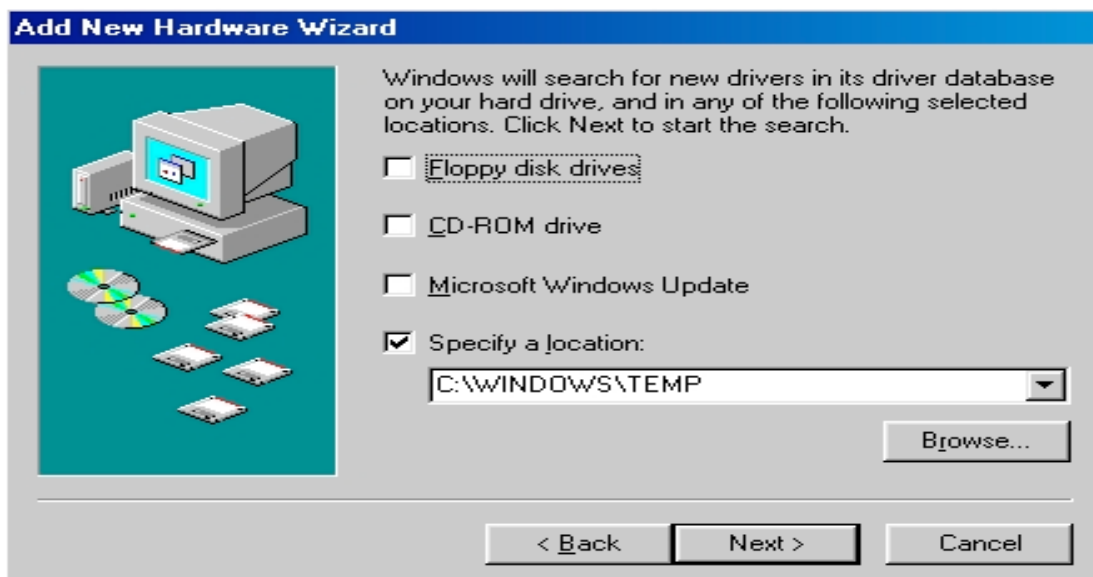 Add New Hardware Wizard
Windows will search for new drivers in its driver database
on your hard drive, and in any of the following selected
locations. Click Next to start the search.
Floppy disk drives
CD-ROM drive
Microsoft Windows Update
Specify a location:
C:\WINDOWS\TEMP
Browse...
< Back
Next >
Cancel